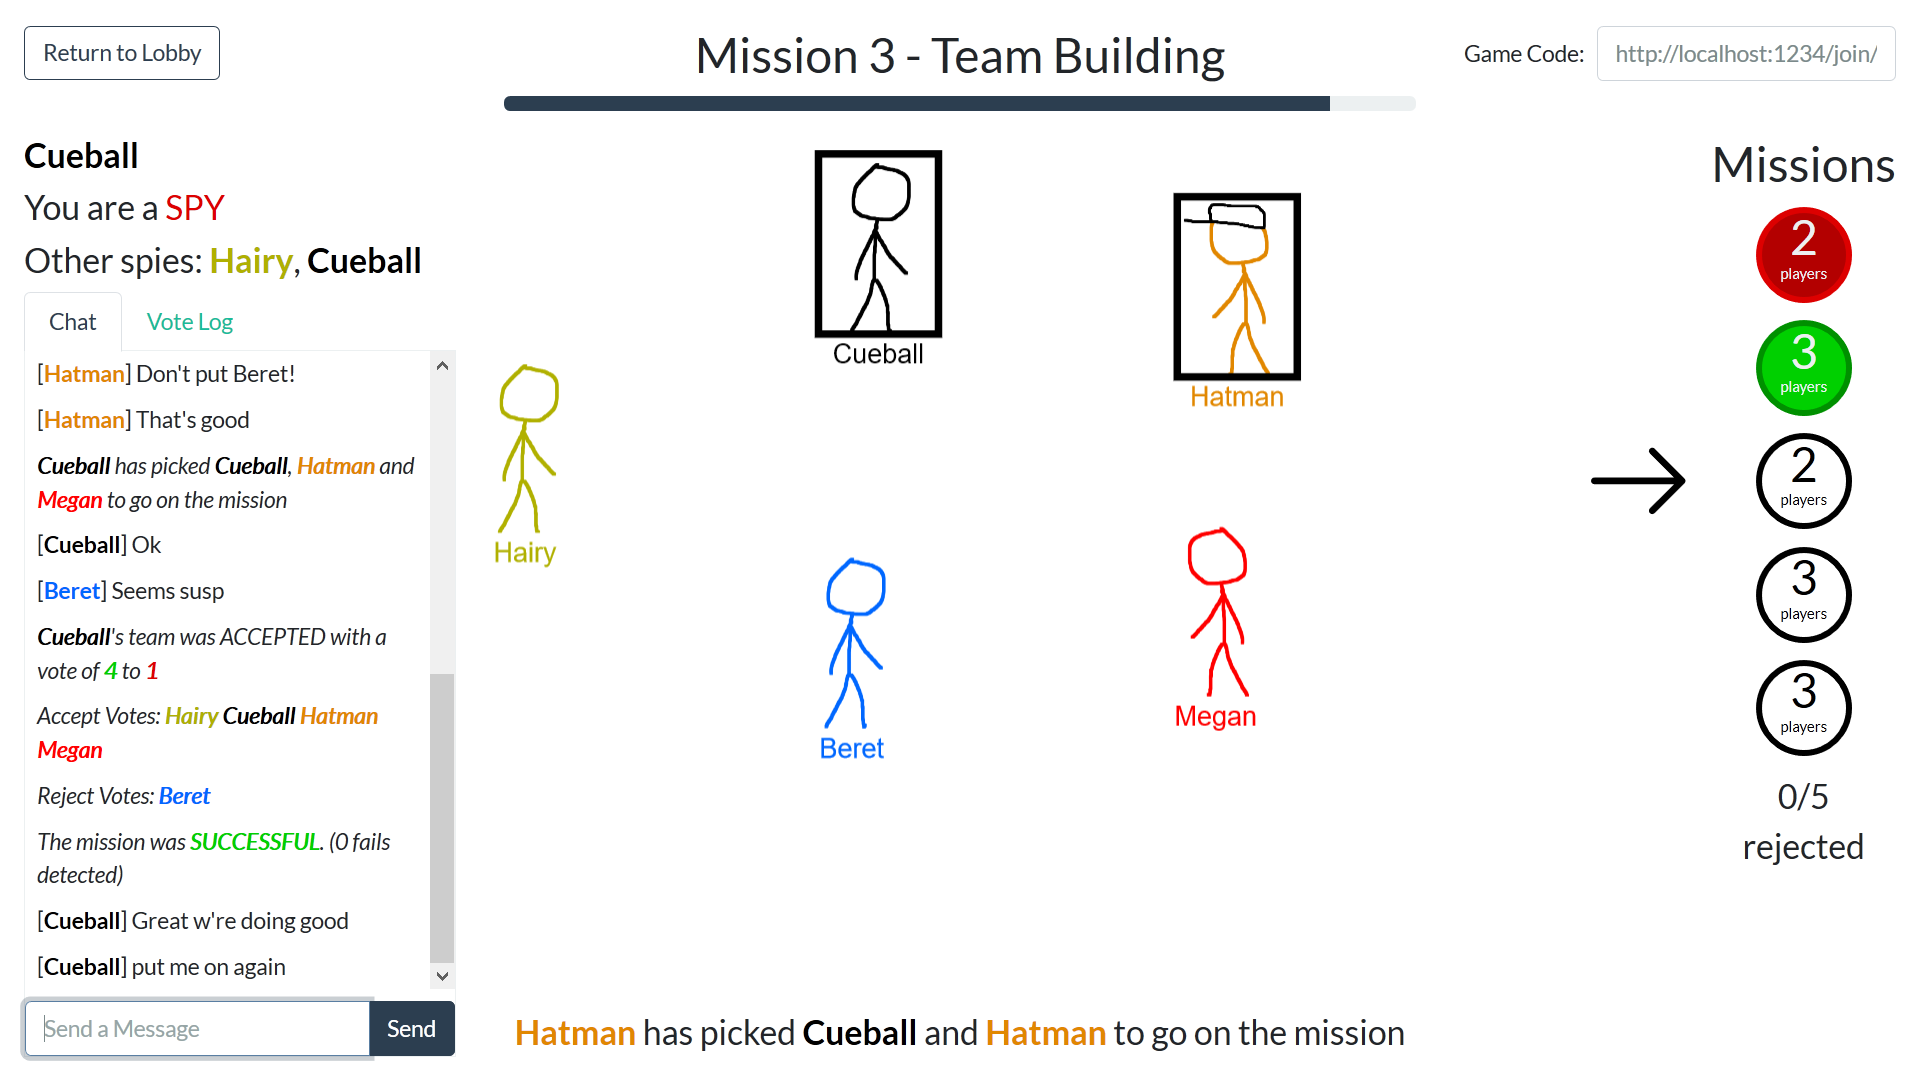 Return to Lobby
Mission 3 - Team Building
Game Code:
http://localhost:1234/join/
Cueball
You are a SPY
Other spies: Hairy, Cueball
Chat
Vote Log
[Hatman] Don't put Beret!
[Hatman] That's good
Cueball has picked Cueball, Hatman and
Megan to go on the mission
[Cueball] Ok
[Beret] Seems susp
Cueball's team was ACCEPTED with a
vote of 4 to 1
Accept Votes: Hairy Cueball Hatman
Megan
Reject Votes: Beret
The mission was SUCCESSFUL. (0 fails
detected)
[Cueball] Great w're doing good
[Cueball] put me on again
Send a Message
Send
Cueball
Hatman
Hairy
Beret
Megan
Hatman has picked Cueball and Hatman to go on the mission
Missions
2
players
3
players
2
players
3
players
3
players
0/5
rejected